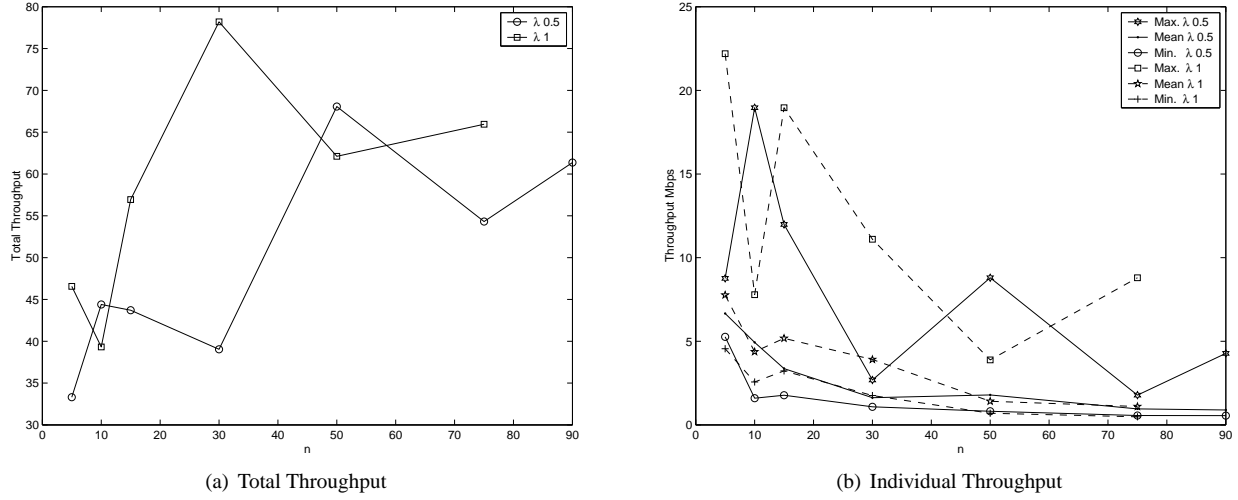 80
75
70
65
60
55
50
45
40
35
30
Total Throughput
0 10 20 30 40 50 60 70 80 90
n
λ 0.5
λ 1
(a) Total Throughput
25
20
15
10
5
0
Throughput Mbps
0 10 20 30 40 50 60 70 80 90
n
Max. λ 0.5
Mean λ 0.5
Min. λ 0.5
Max. λ 1
Mean λ 1
Min. λ 1
(b) Individual Throughput